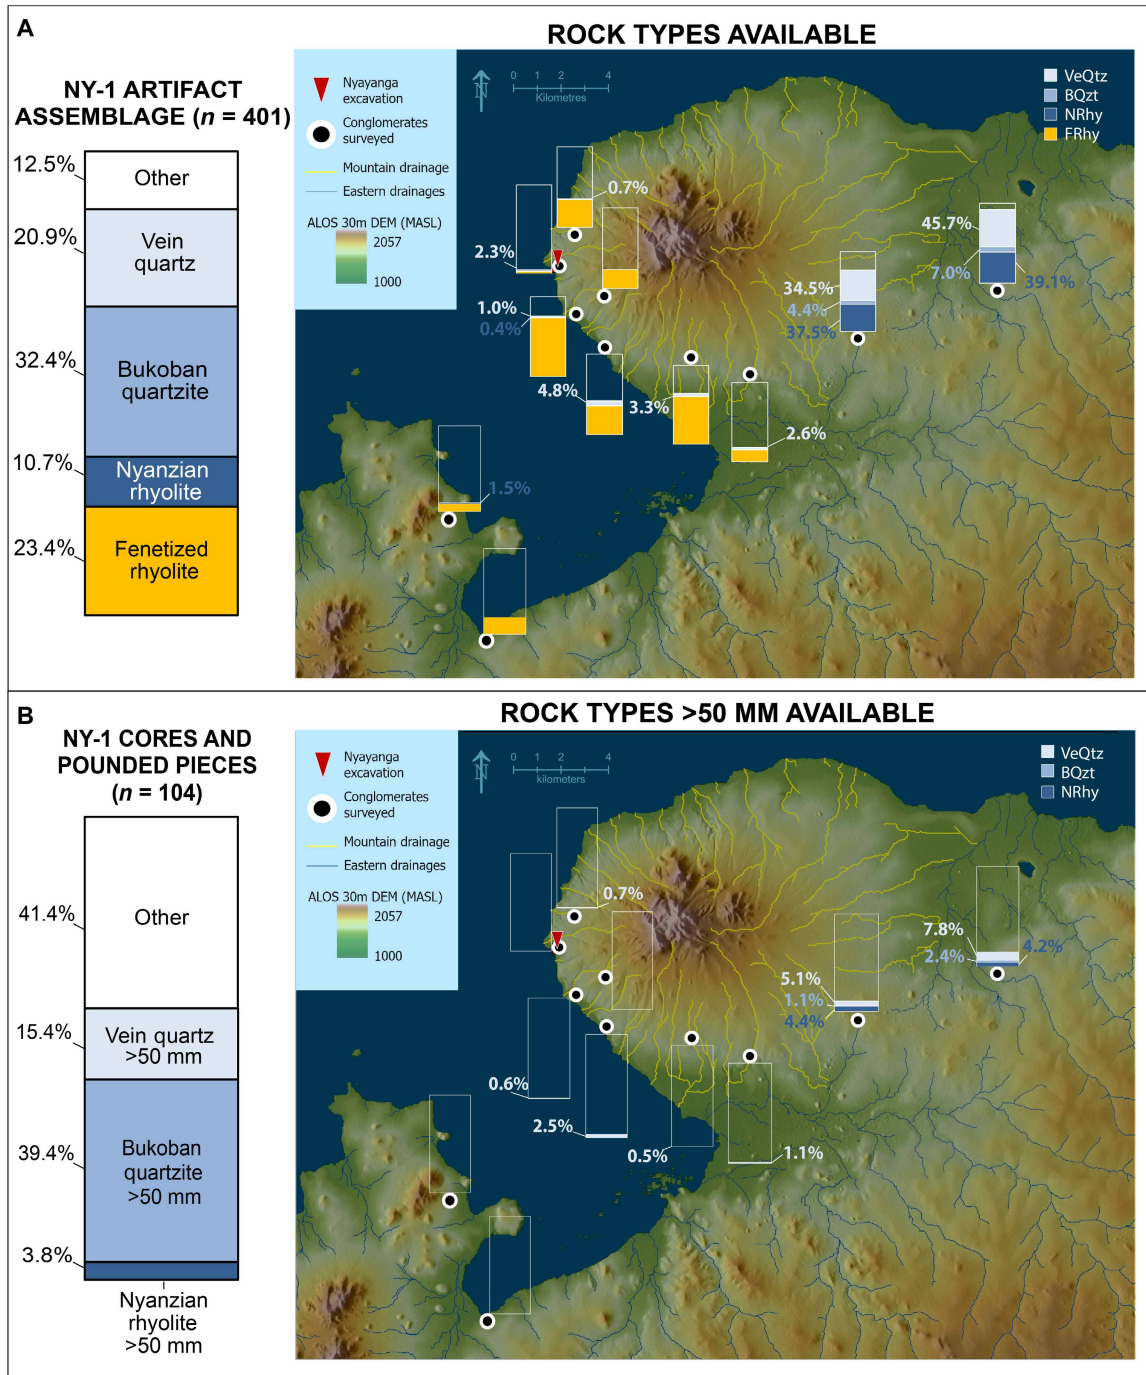 A
ROCK TYPES AVAILABLE
NY-1 ARTIFACT
ASSEMBLAGE (n = 401)
12.5%
Other
20.9%
Vein
quartz
32.4%
Bukoban
quartzite
10.7%
Nyanzian
rhyolite
23.4%
Fenetized
rhyolite
Nyayanga
excavation
Conglomerates
surveyed
Mountain drainage
Eastern drainages
ALOS 30m DEM (MASL)
2057
1000
N
0 1 2 4
Kilometres
VeQtz
BQzt
NRhy
FRhy
0.7%
2.3%
1.0%
0.4%
4.8%
3.3%
2.6%
1.5%
34.5%
4.4%
37.5%
45.7%
7.0%
39.1%
B
ROCK TYPES >50 MM AVAILABLE
NY-1 CORES AND
POUNDED PIECES
(n = 104)
41.4%
Other
15.4%
Vein quartz
>50 mm
39.4%
Bukoban
quartzite
>50 mm
3.8%
Nyanzian
rhyolite
>50 mm
Nyayanga
excavation
Conglomerates
surveyed
Mountain drainage
Eastern drainages
ALOS 30m DEM (MASL)
2057
1000
N
0 1 2 4
kilometers
VeQtz
BQzt
NRhy
0.7%
0.6%
2.5%
0.5%
1.1%
5.1%
1.1%
4.4%
7.8%
2.4%
4.2%